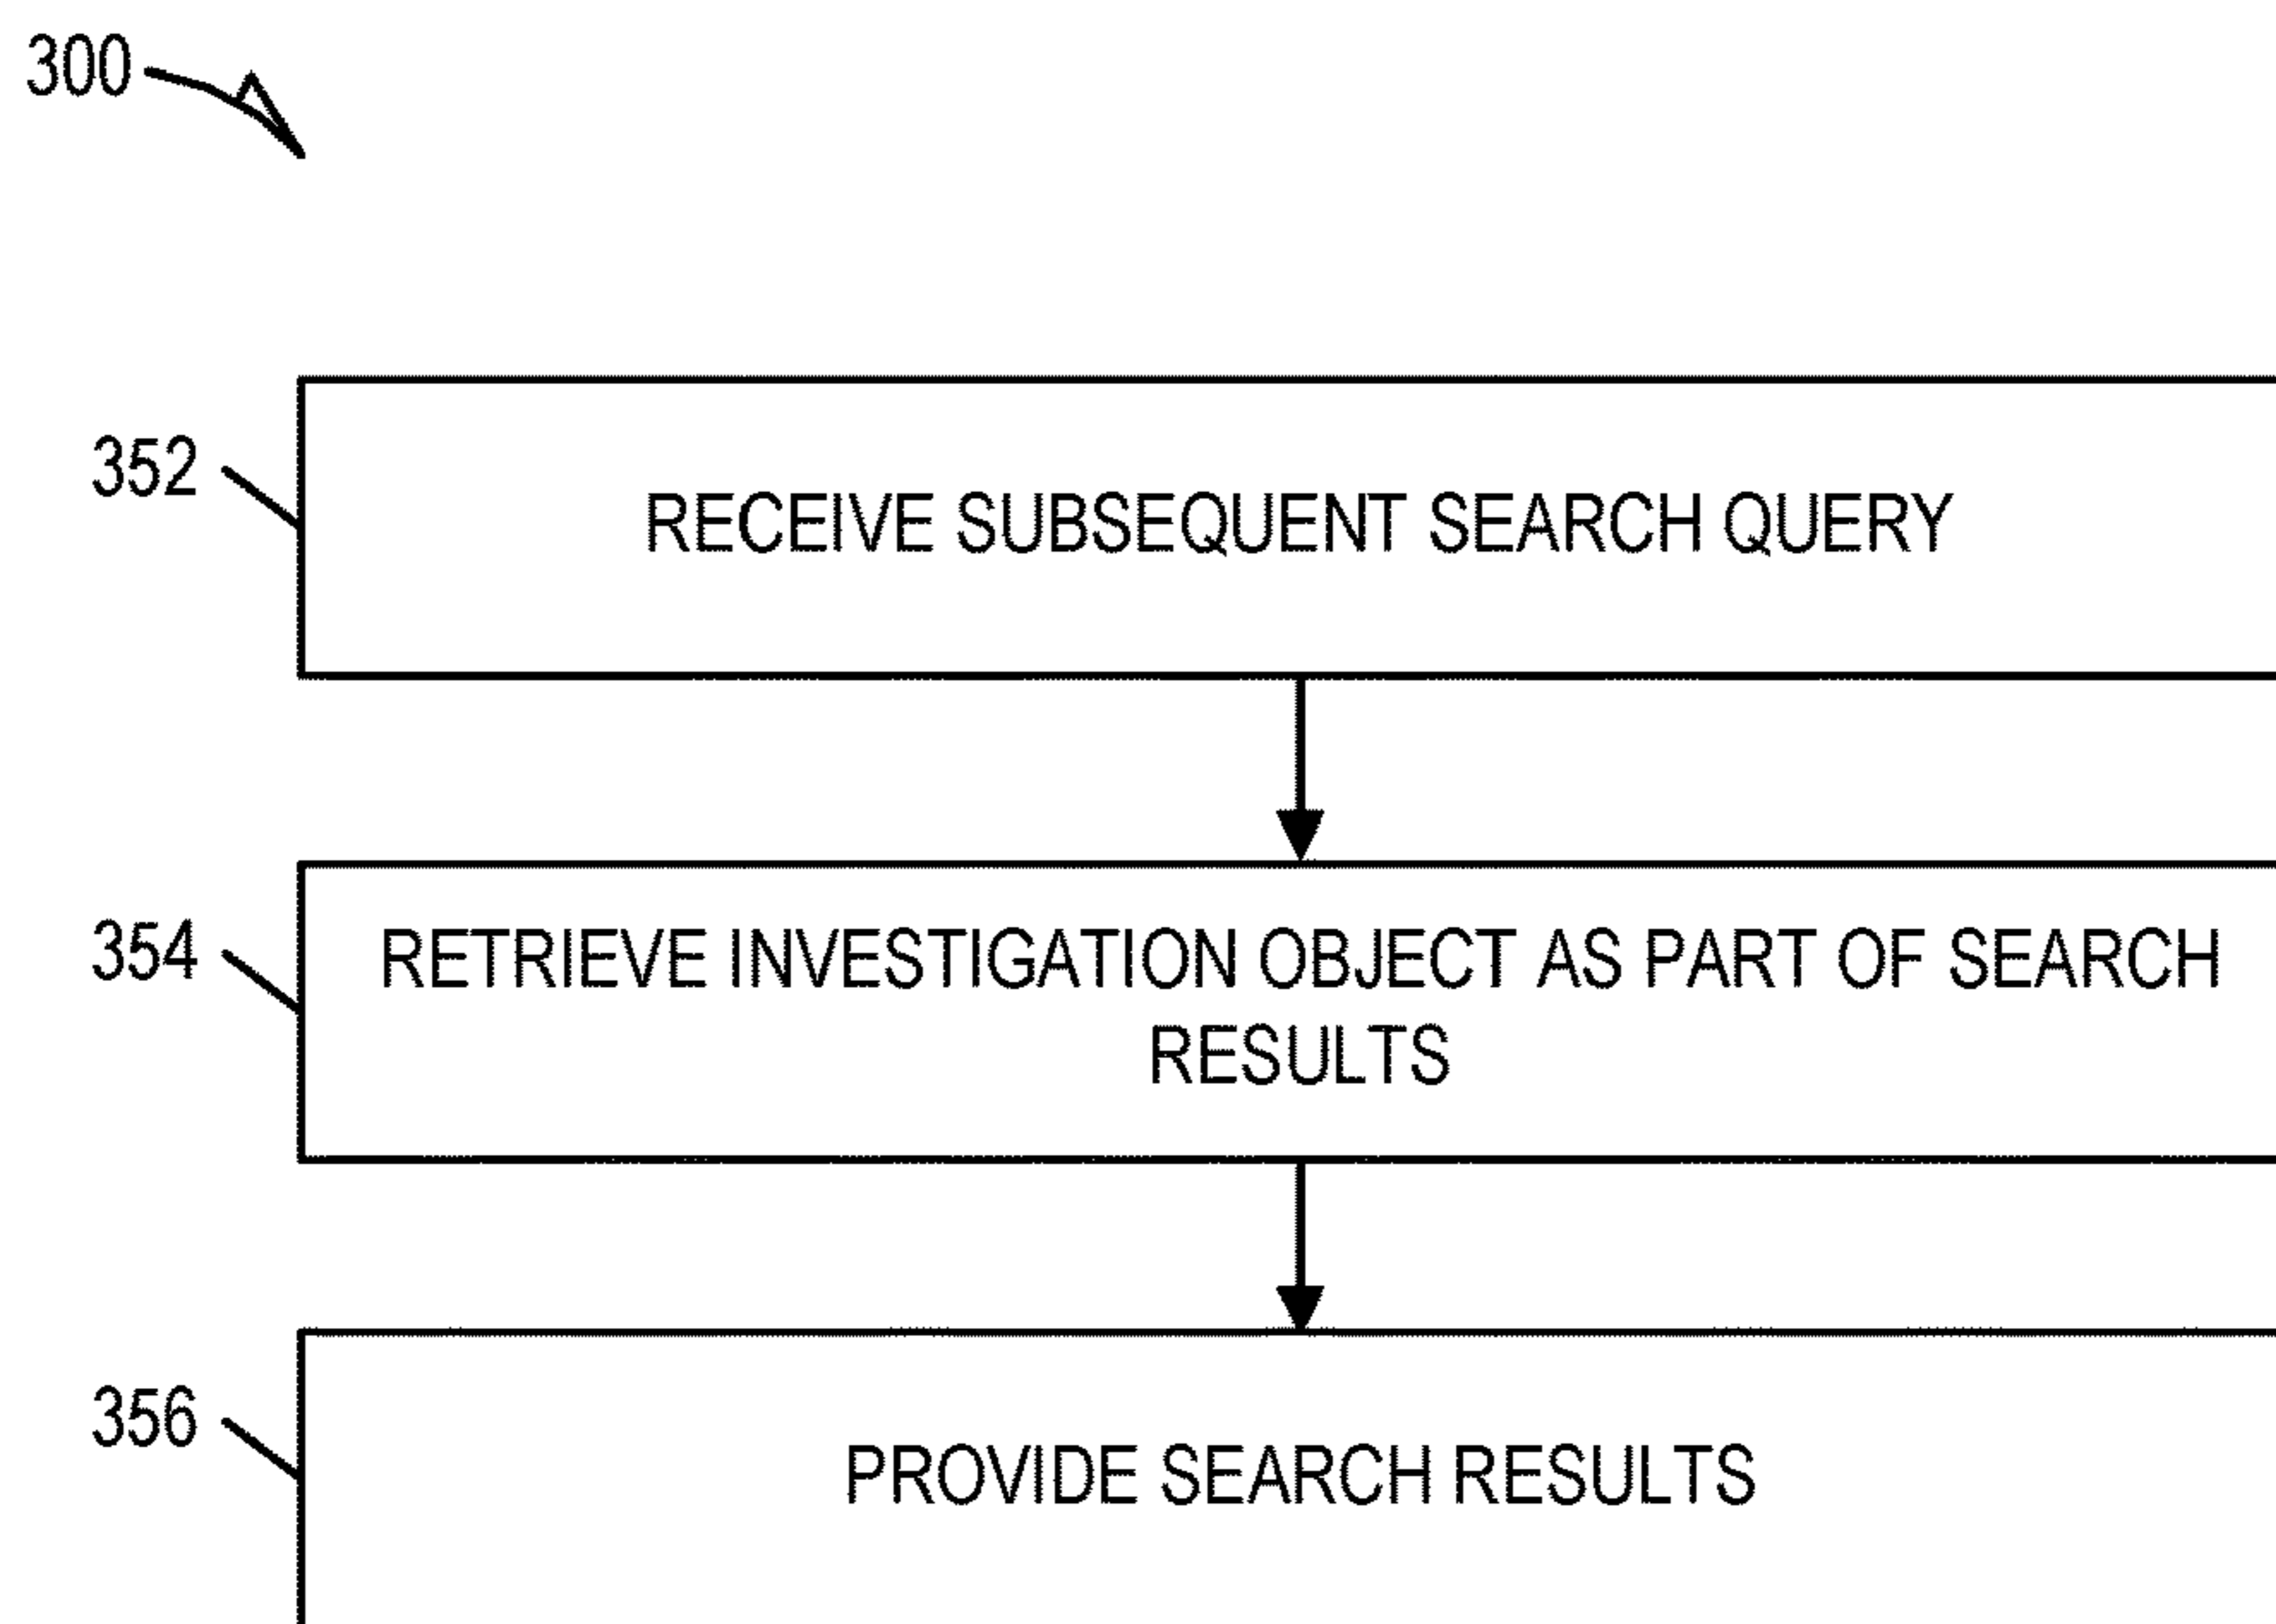 300
352
RECEIVE SUBSEQUENT SEARCH QUERY
354
RETRIEVE INVESTIGATION OBJECT AS PART OF SEARCH
RESULTS
356
PROVIDE SEARCH RESULTS